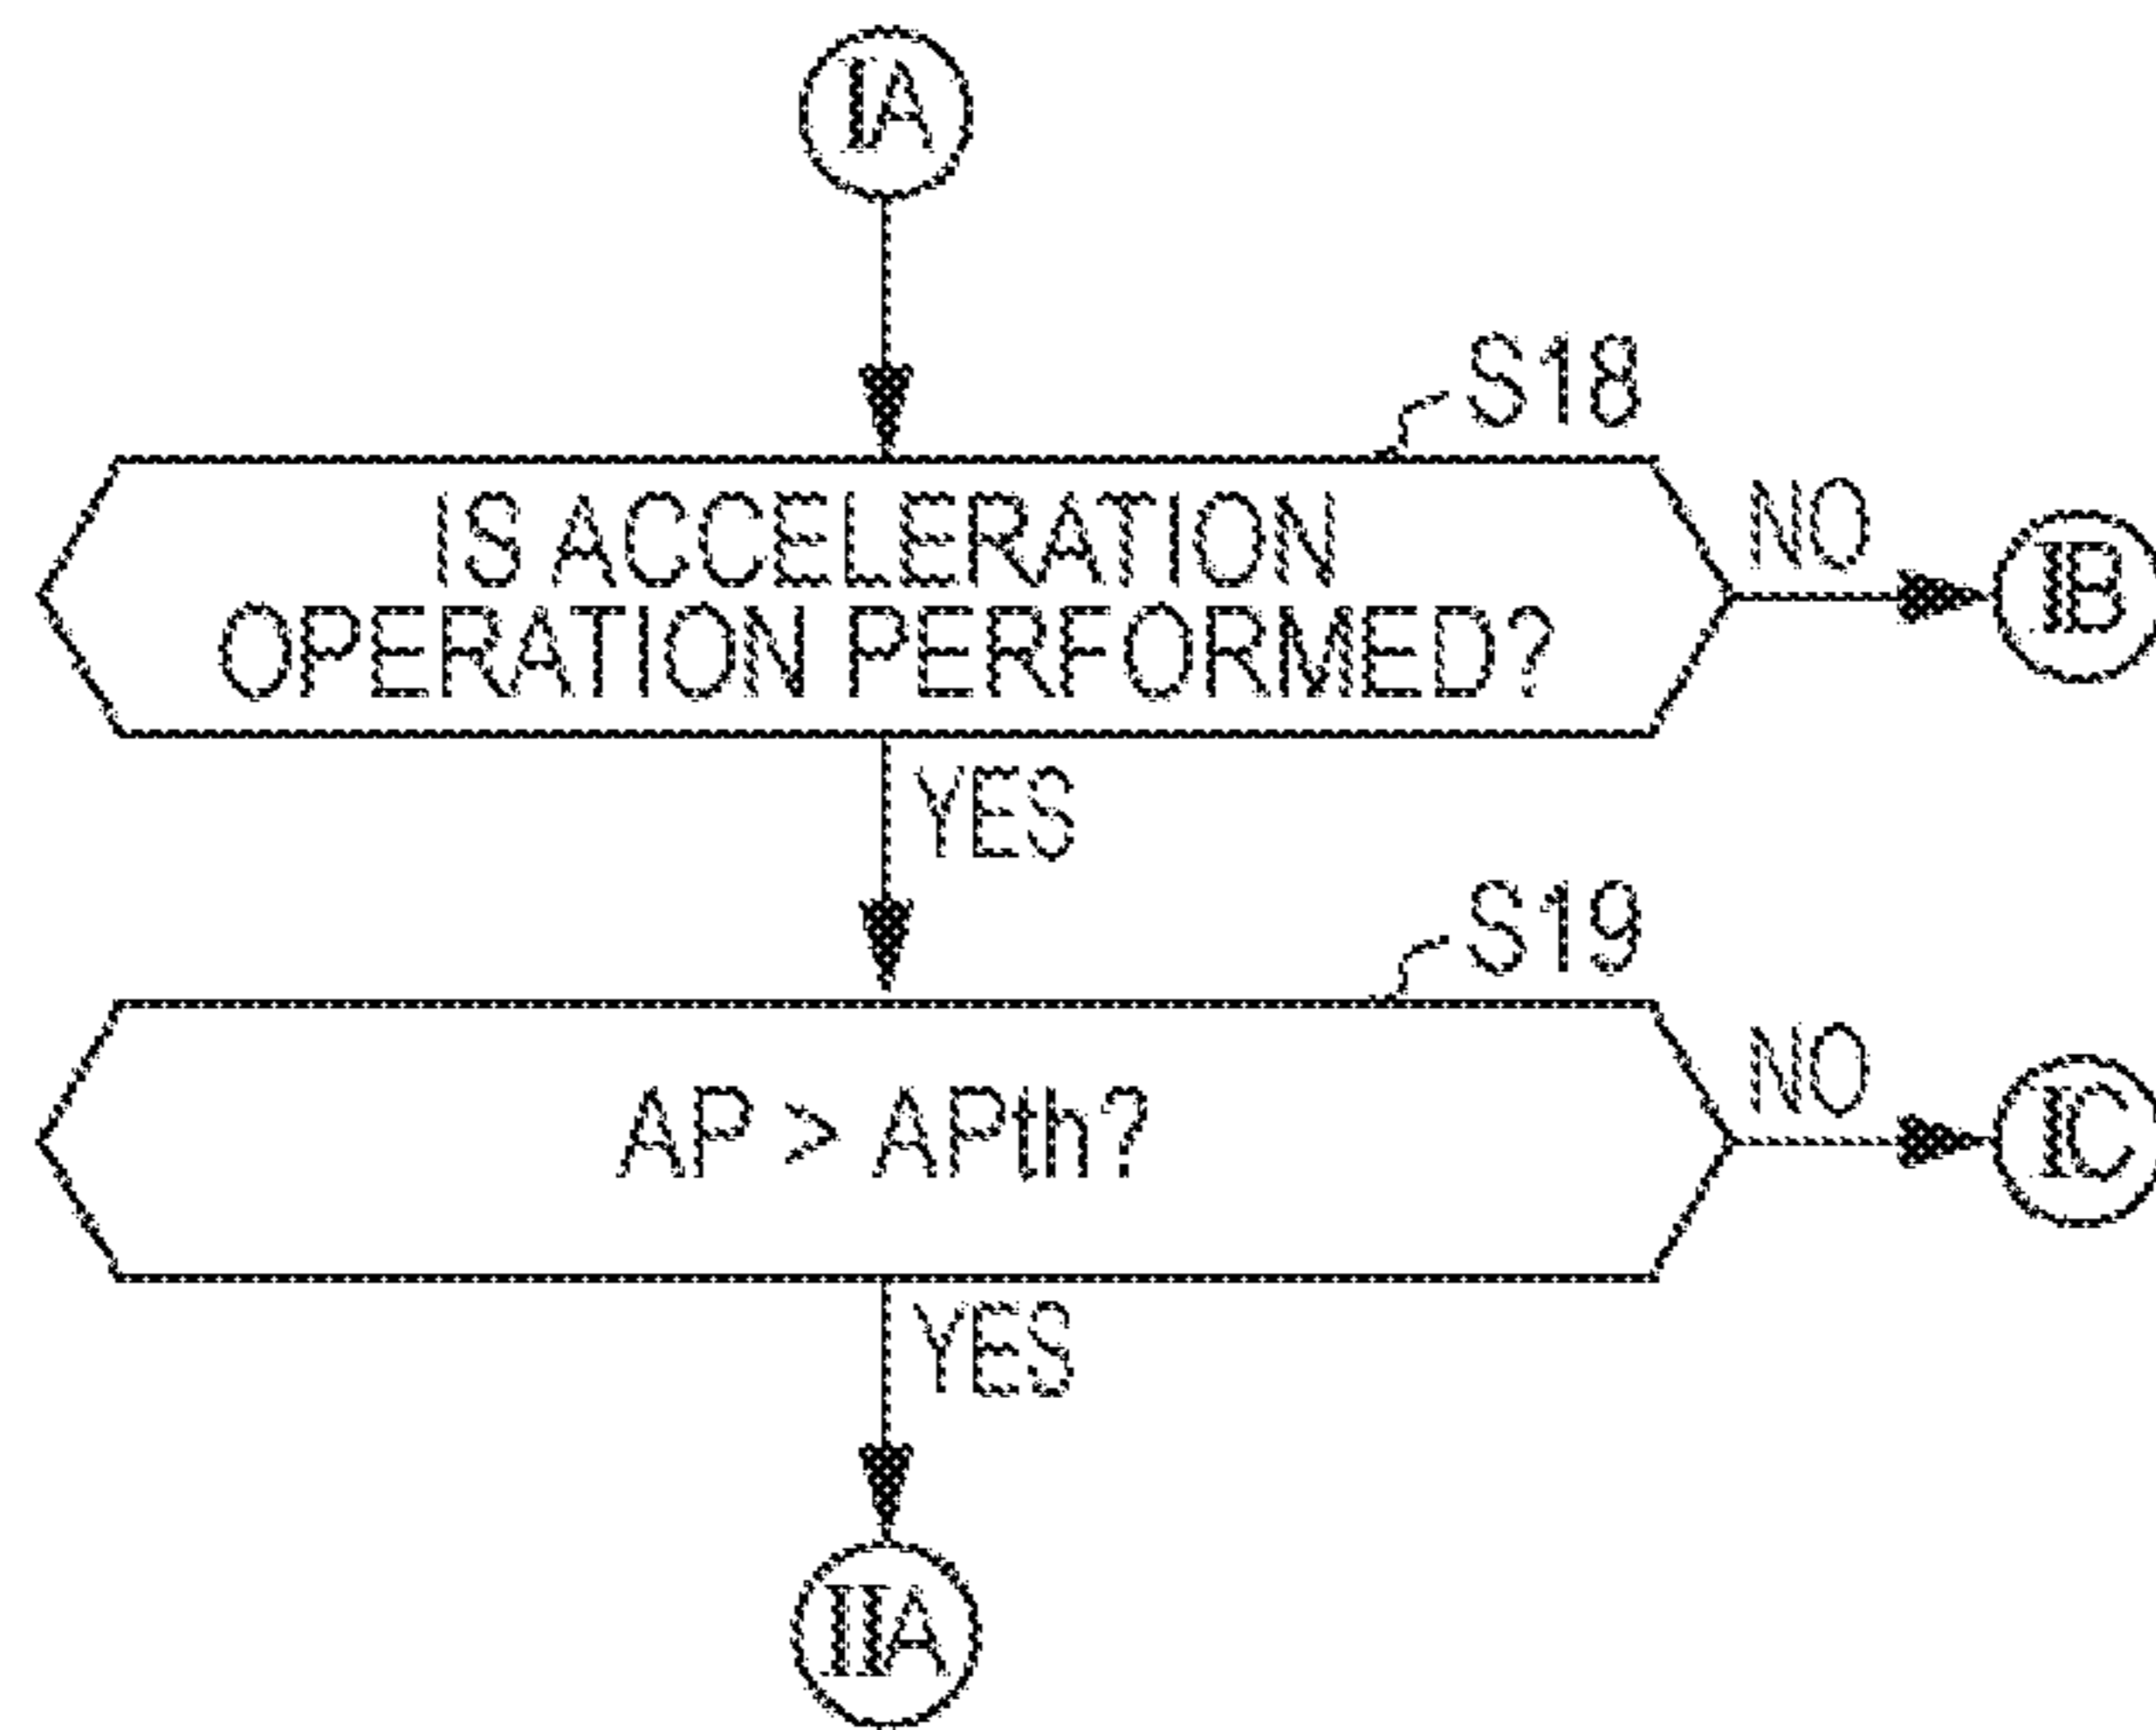 IA
S18
IS ACCELERATION
OPERATION PERFORMED?
NO
IB
YES
S19
AP > APth?
NO
IC
YES
IIA